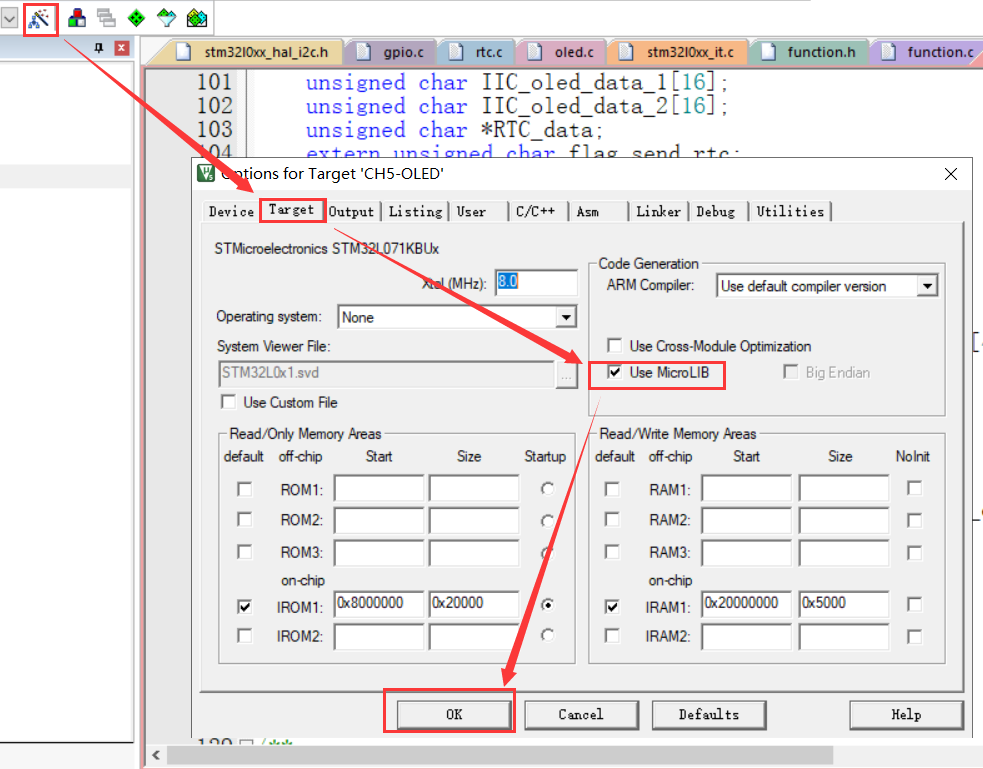 stm32l0xx_hal_i2c.h gpio.c rtc.c oled.c stm32l0xx_it.c function.h function.c
101 unsigned char IIC_oled_data_1[16];
102 unsigned char IIC_oled_data_2[16];
103 unsigned char *RTC_data;
104 extern unsigned char flag_send_rtc;
Options for Target 'CH5-OLED'
Device Target Output Listing User C/C++ Asm Linker Debug Utilities
STMicroelectronics STM32L071KBUx
Xtal (MHz): 8.0
Operating system: None
System Viewer File:
STM32L0x1.svd ...
Use Custom File
Code Generation
ARM Compiler: Use default compiler version
Use Cross-Module Optimization
Use MicroLIB Big Endian
Read/Only Memory Areas
default off-chip Start Size Startup
ROM1:
ROM2:
ROM3:
on-chip
IROM1: 0x8000000 0x20000
IROM2:
Read/Write Memory Areas
default off-chip Start Size NoInit
RAM1:
RAM2:
RAM3:
on-chip
IRAM1: 0x20000000 0x5000
IRAM2:
OK Cancel Defaults Help